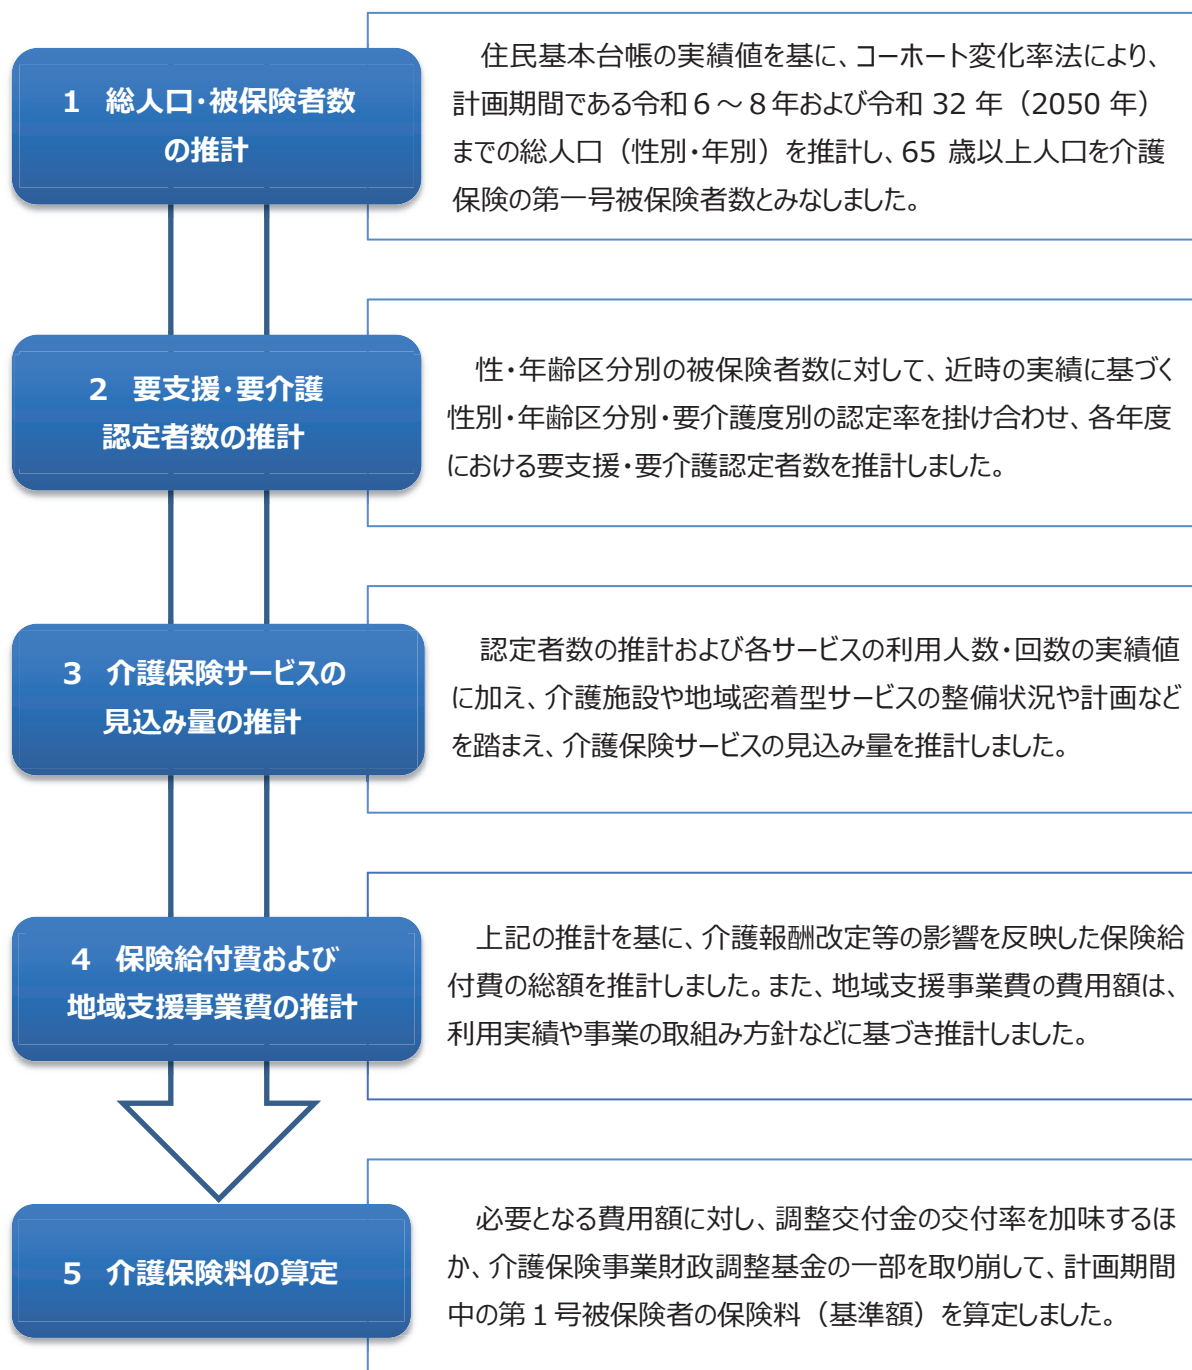 1 総人口・被保険者数
の推計
住民基本台帳の実績値を基に、コーホート変化率法により、
計画期間である令和６～８年および令和 32 年（2050 年）
までの総人口（性別・年別）を推計し、65 歳以上人口を介護
保険の第一号被保険者数とみなしました。
2 要支援・要介護
認定者数の推計
性・年齢区分別の被保険者数に対して、近時の実績に基づく
性別・年齢区分別・要介護度別の認定率を掛け合わせ、各年度
における要支援・要介護認定者数を推計しました。
3 介護保険サービスの
見込み量の推計
認定者数の推計および各サービスの利用人数・回数の実績値
に加え、介護施設や地域密着型サービスの整備状況や計画など
を踏まえ、介護保険サービスの見込み量を推計しました。
4 保険給付費および
地域支援事業費の推計
上記の推計を基に、介護報酬改定等の影響を反映した保険給
付費の総額を推計しました。また、地域支援事業費の費用額は、
利用実績や事業の取組み方針などに基づき推計しました。
5 介護保険料の算定
必要となる費用額に対し、調整交付金の交付率を加味するほ
か、介護保険事業財政調整基金の一部を取り崩して、計画期間
中の第１号被保険者の保険料（基準額）を算定しました。